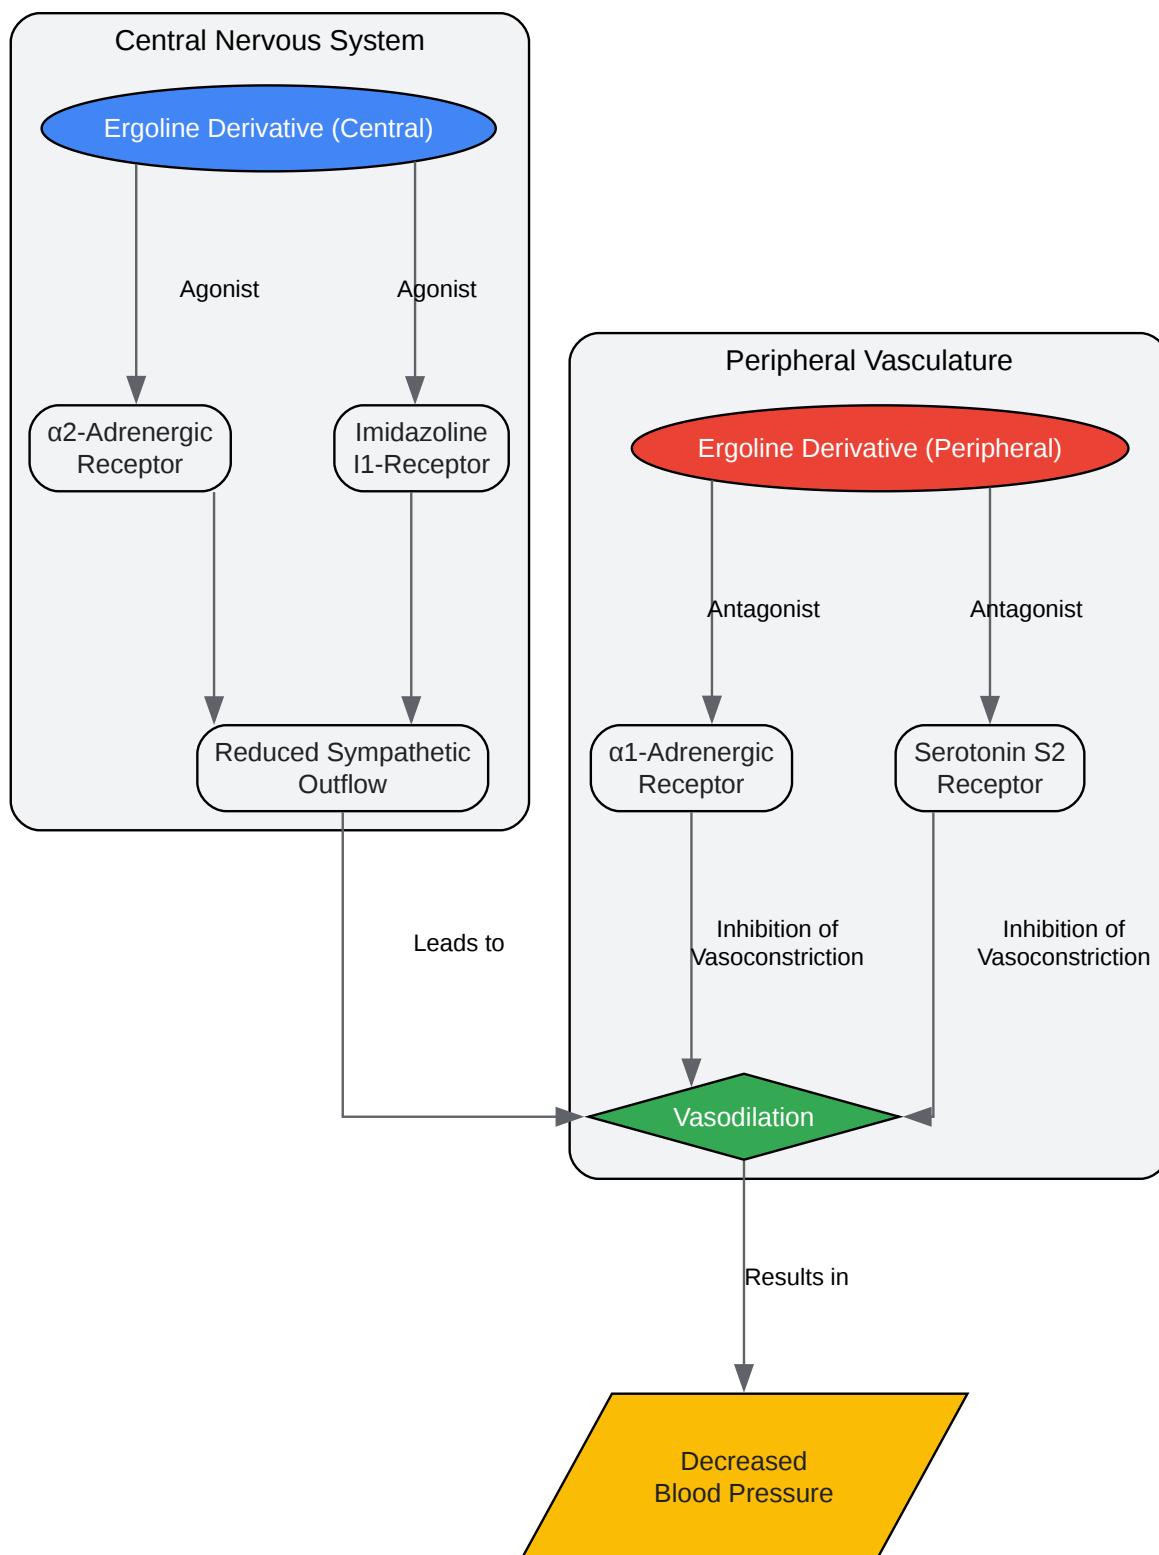 Central Nervous System
Ergoline Derivative (Central)
Agonist
Agonist
α2-Adrenergic
Receptor
Imidazoline
I1-Receptor
Reduced Sympathetic
Outflow
Leads to
Peripheral Vasculature
Ergoline Derivative (Peripheral)
Antagonist
Antagonist
α1-Adrenergic
Receptor
Serotonin S2
Receptor
Inhibition of
Vasoconstriction
Inhibition of
Vasoconstriction
Vasodilation
Results in
Decreased
Blood Pressure